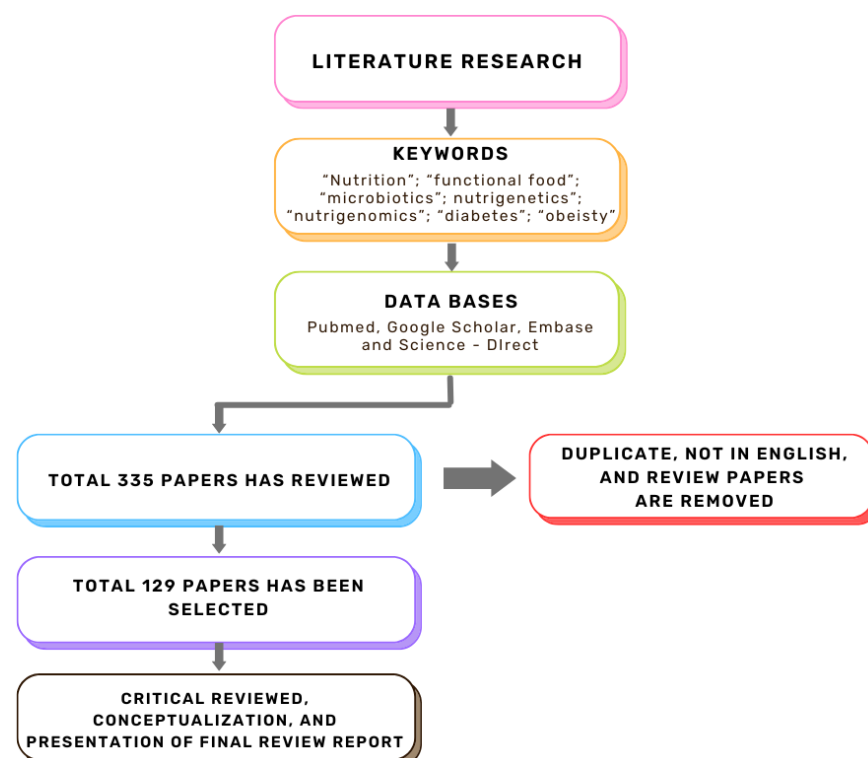 LITERATURE RESEARCH
KEYWORDS
“Nutrition”; “functional food”;
“microbiotics”; nutrigenetics”;
“nutrigenomics”; “diabetes”; “obeisty”
DATA BASES
Pubmed, Google Scholar, Embase
and Science - DIrect
TOTAL 335 PAPERS HAS REVIEWED
DUPLICATE, NOT IN ENGLISH,
AND REVIEW PAPERS
ARE REMOVED
TOTAL 129 PAPERS HAS BEEN
SELECTED
CRITICAL REVIEWED,
CONCEPTUALIZATION, AND
PRESENTATION OF FINAL REVIEW REPORT